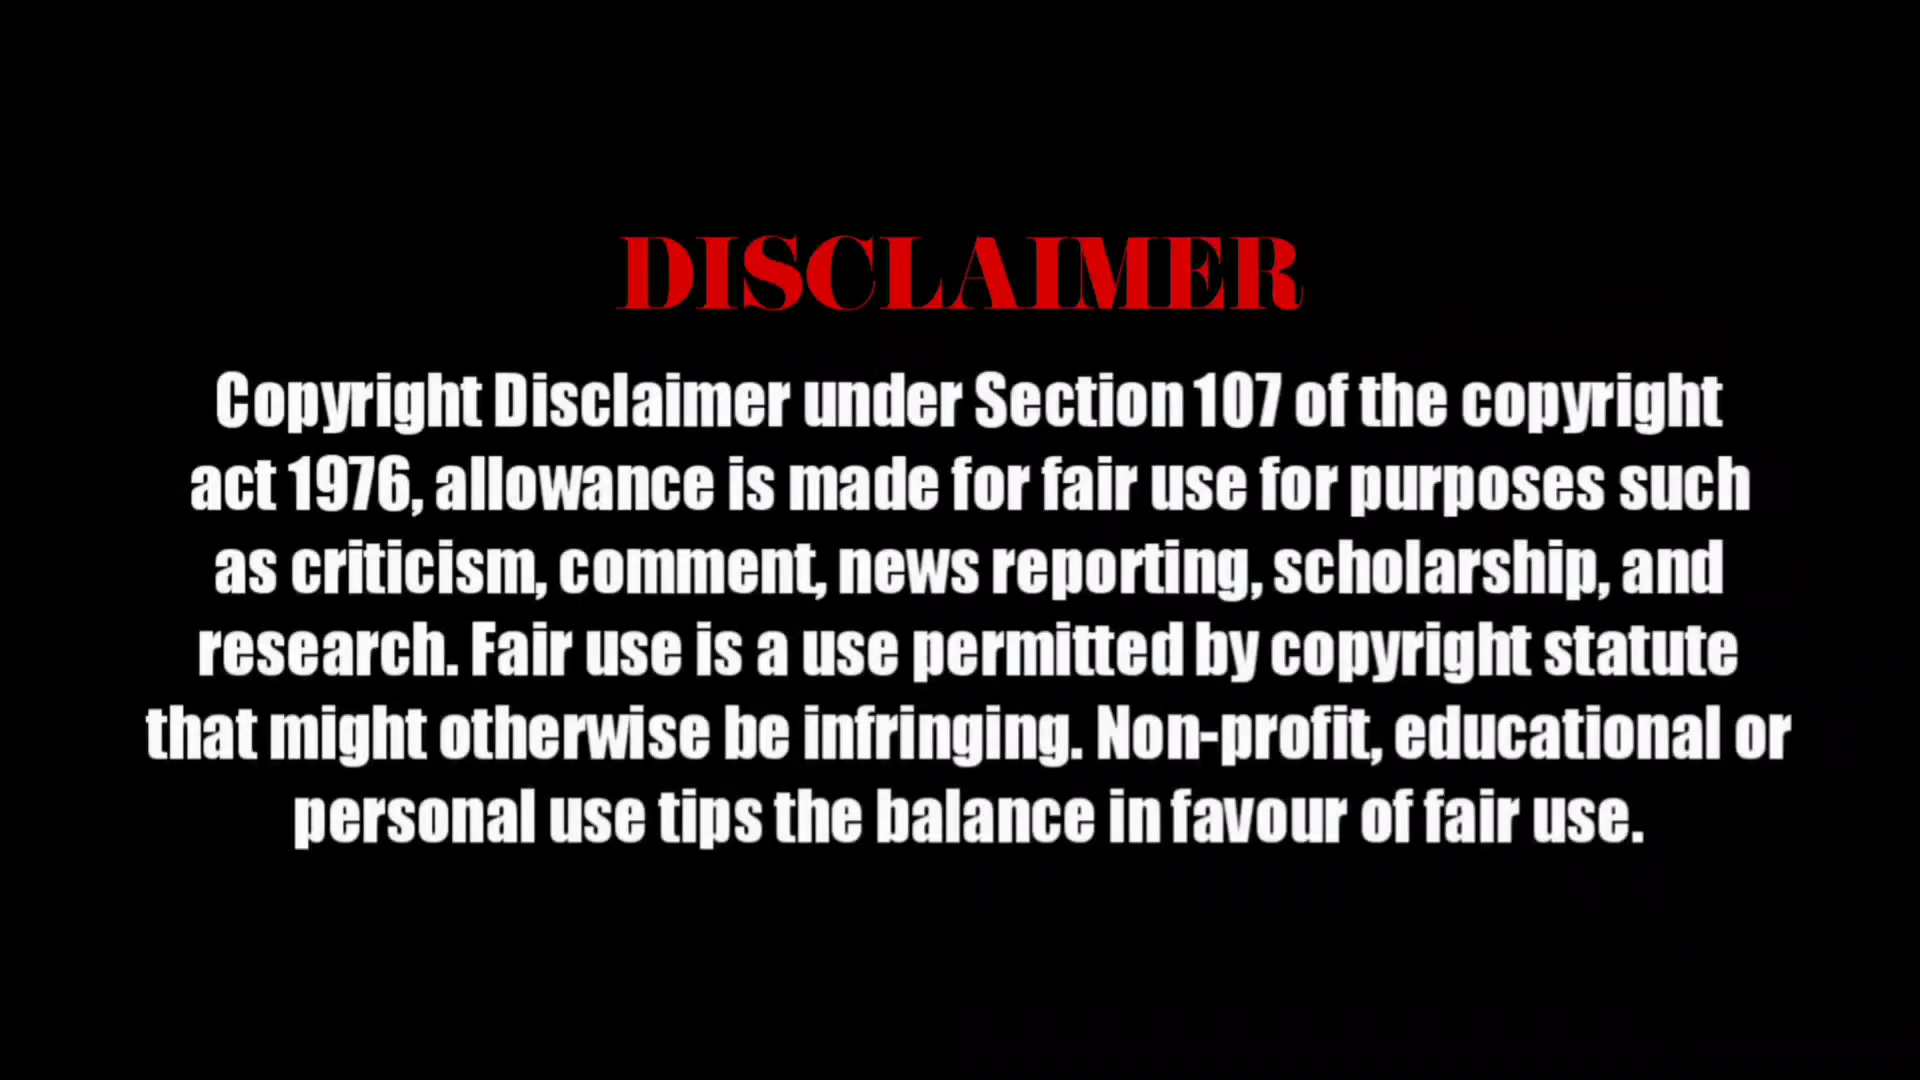 DISCLAIMER
Copyright Disclaimer under Section 107 of the copyright
act 1976, allowance is made for fair use for purposes such
as criticism, comment, news reporting, scholarship, and
research. Fair use is a use permitted by copyright statute
that might otherwise be infringing. Non-profit, educational or
personal use tips the balance in favour of fair use.